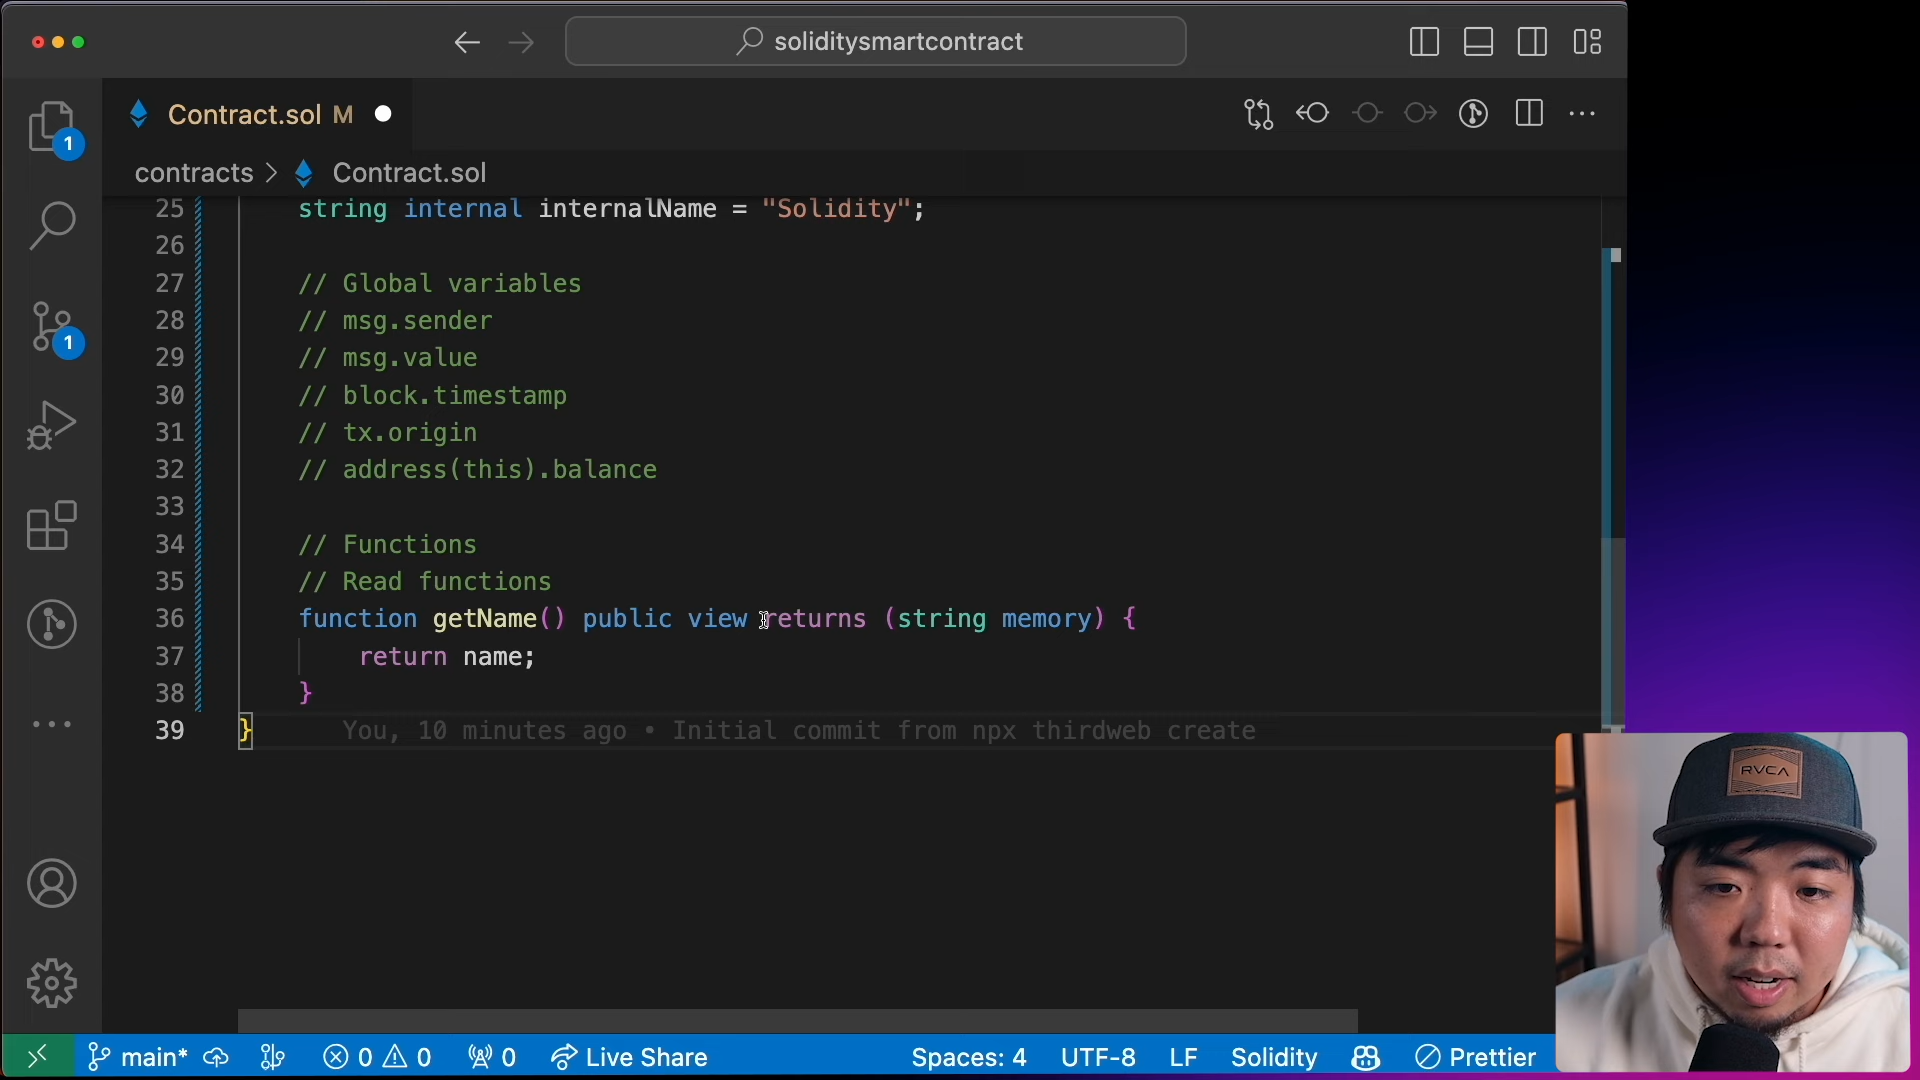 soliditysmartcontract
Contract.sol M
1
contracts > Contract.sol
25 string internal internalName = "Solidity";
26
27 // Global variables
28 // msg.sender
29 // msg.value
30 // block.timestamp
31 // tx.origin
32 // address(this).balance
33
34 // Functions
35 // Read functions
36 function getName() public view returns (string memory) {
37 return name;
38 }
39 } You, 10 minutes ago • Initial commit from npx thirdweb create
1
RVCA
main* 0 0 0 Live Share Spaces: 4 UTF-8 LF Solidity Prettier